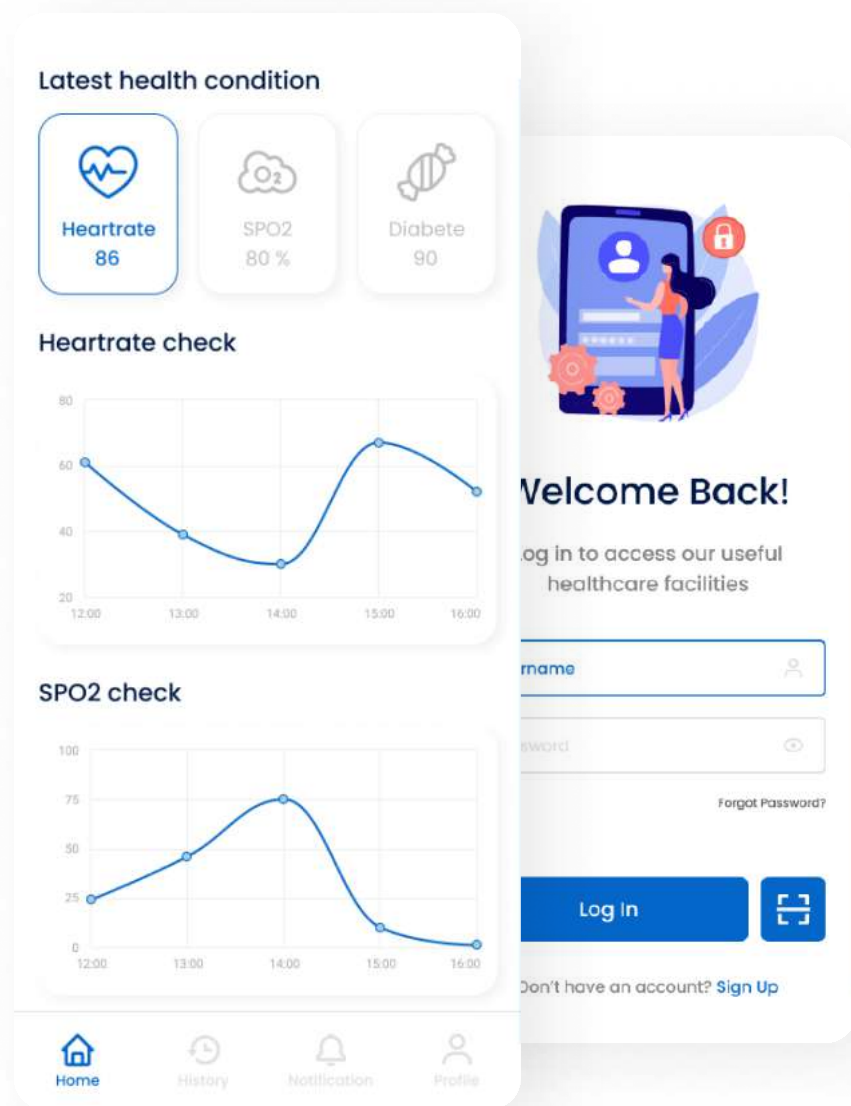 Latest health condition
Heartrate
86
SPO2
80 %
Diabete
90
O2
Heartrate check
80
60
40
20
12:00 13:00 14:00 15:00 16:00
SPO2 check
100
75
50
25
0
12:00 13:00 14:00 15:00 16:00
Home History Notification Profile
Welcome Back!
og in to access our useful
healthcare facilities
rname
sword
Forgot Password?
Log In
Don't have an account? Sign Up